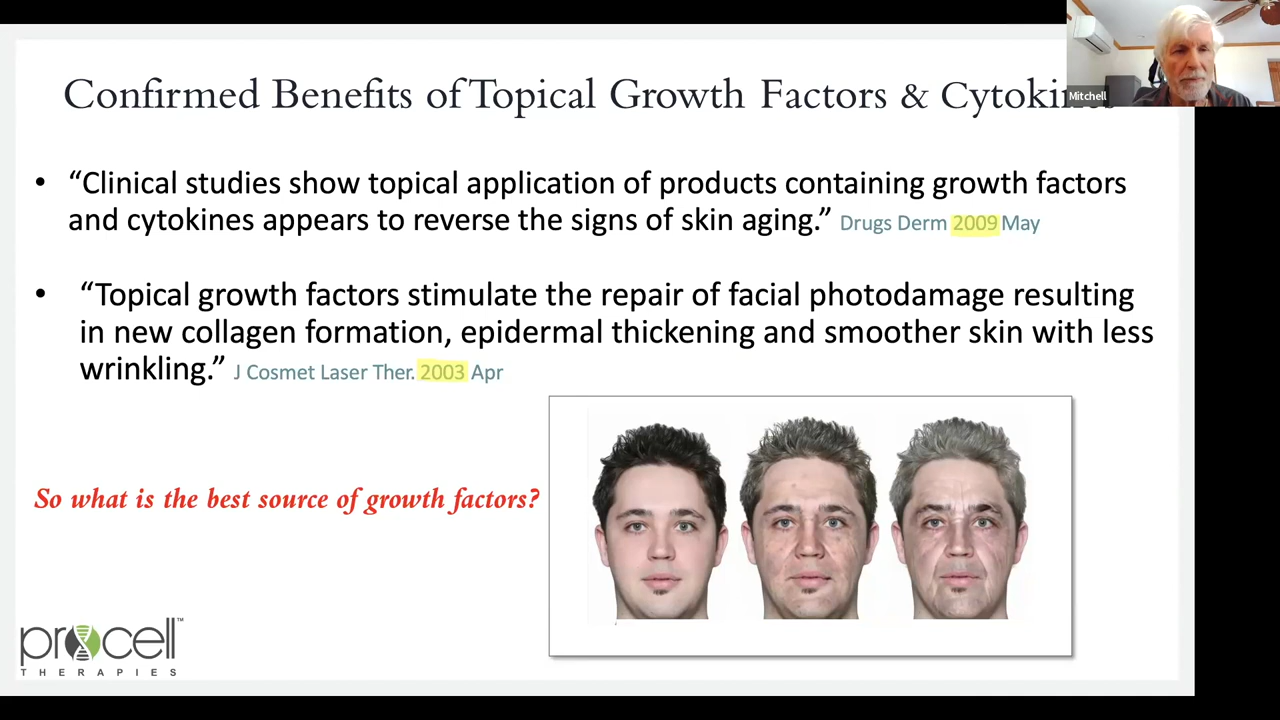 Confirmed Benefits of Topical Growth Factors & Cytokines
Mitchell
• “Clinical studies show topical application of products containing growth factors
and cytokines appears to reverse the signs of skin aging.” Drugs Derm 2009 May
• “Topical growth factors stimulate the repair of facial photodamage resulting
in new collagen formation, epidermal thickening and smoother skin with less
wrinkling.” J Cosmet Laser Ther. 2003 Apr
So what is the best source of growth factors?
procell™
THERAPIES